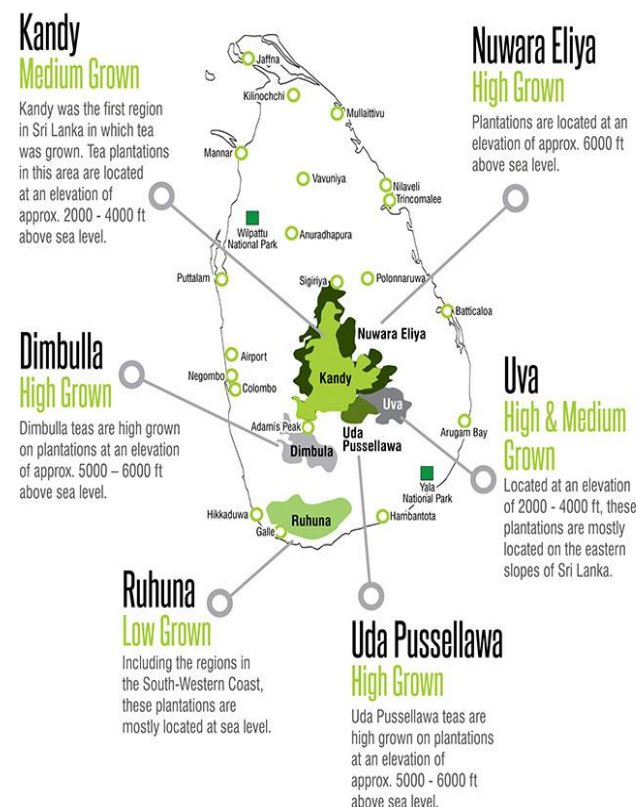 Kandy
Medium Grown
Kandy was the first region
in Sri Lanka in which tea
was grown. Tea plantations
in this area are located
at an elevation of
approx. 2000 - 4000 ft
above sea level.
Nuwara Eliya
High Grown
Plantations are located at an
elevation of approx. 6000 ft
above sea level.
Jaffna
Kilinochchi
Mullaittivu
Mannar
Vavuniya
Nilaveli
Trincomalee
Wilpattu
National Park
Anuradhapura
Puttalam
Sigiriya
Polonnaruwa
Batticaloa
Nuwara Eliya
Airport
Negombo
Colombo
Kandy
Uva
Adamis Peak
Uda
Pussellawa
Dimbula
Arugam Bay
Yala
National Park
Hikkaduwa
Ruhuna
Hambantota
Galle
Dimbulla
High Grown
Dimbulla teas are high grown
on plantations at an elevation
of approx. 5000 – 6000 ft
above sea level.
Uva
High & Medium
Grown
Located at an elevation
of 2000 - 4000 ft, these
plantations are mostly
located on the eastern
slopes of Sri Lanka.
Ruhuna
Low Grown
Including the regions in
the South-Western Coast,
these plantations are
mostly located at sea level.
Uda Pussellawa
High Grown
Uda Pussellawa teas are
high grown on plantations
at an elevation of
approx. 5000 - 6000 ft
above sea level.